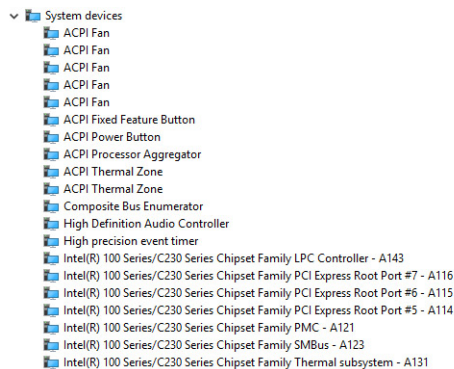 System devices
ACPI Fan
ACPI Fan
ACPI Fan
ACPI Fan
ACPI Fan
ACPI Fixed Feature Button
ACPI Power Button
ACPI Processor Aggregator
ACPI Thermal Zone
ACPI Thermal Zone
Composite Bus Enumerator
High Definition Audio Controller
High precision event timer
Intel(R) 100 Series/C230 Series Chipset Family LPC Controller - A143
Intel(R) 100 Series/C230 Series Chipset Family PCI Express Root Port #7 - A116
Intel(R) 100 Series/C230 Series Chipset Family PCI Express Root Port #6 - A115
Intel(R) 100 Series/C230 Series Chipset Family PCI Express Root Port #5 - A114
Intel(R) 100 Series/C230 Series Chipset Family PMC - A121
Intel(R) 100 Series/C230 Series Chipset Family SMBus - A123
Intel(R) 100 Series/C230 Series Chipset Family Thermal subsystem - A131